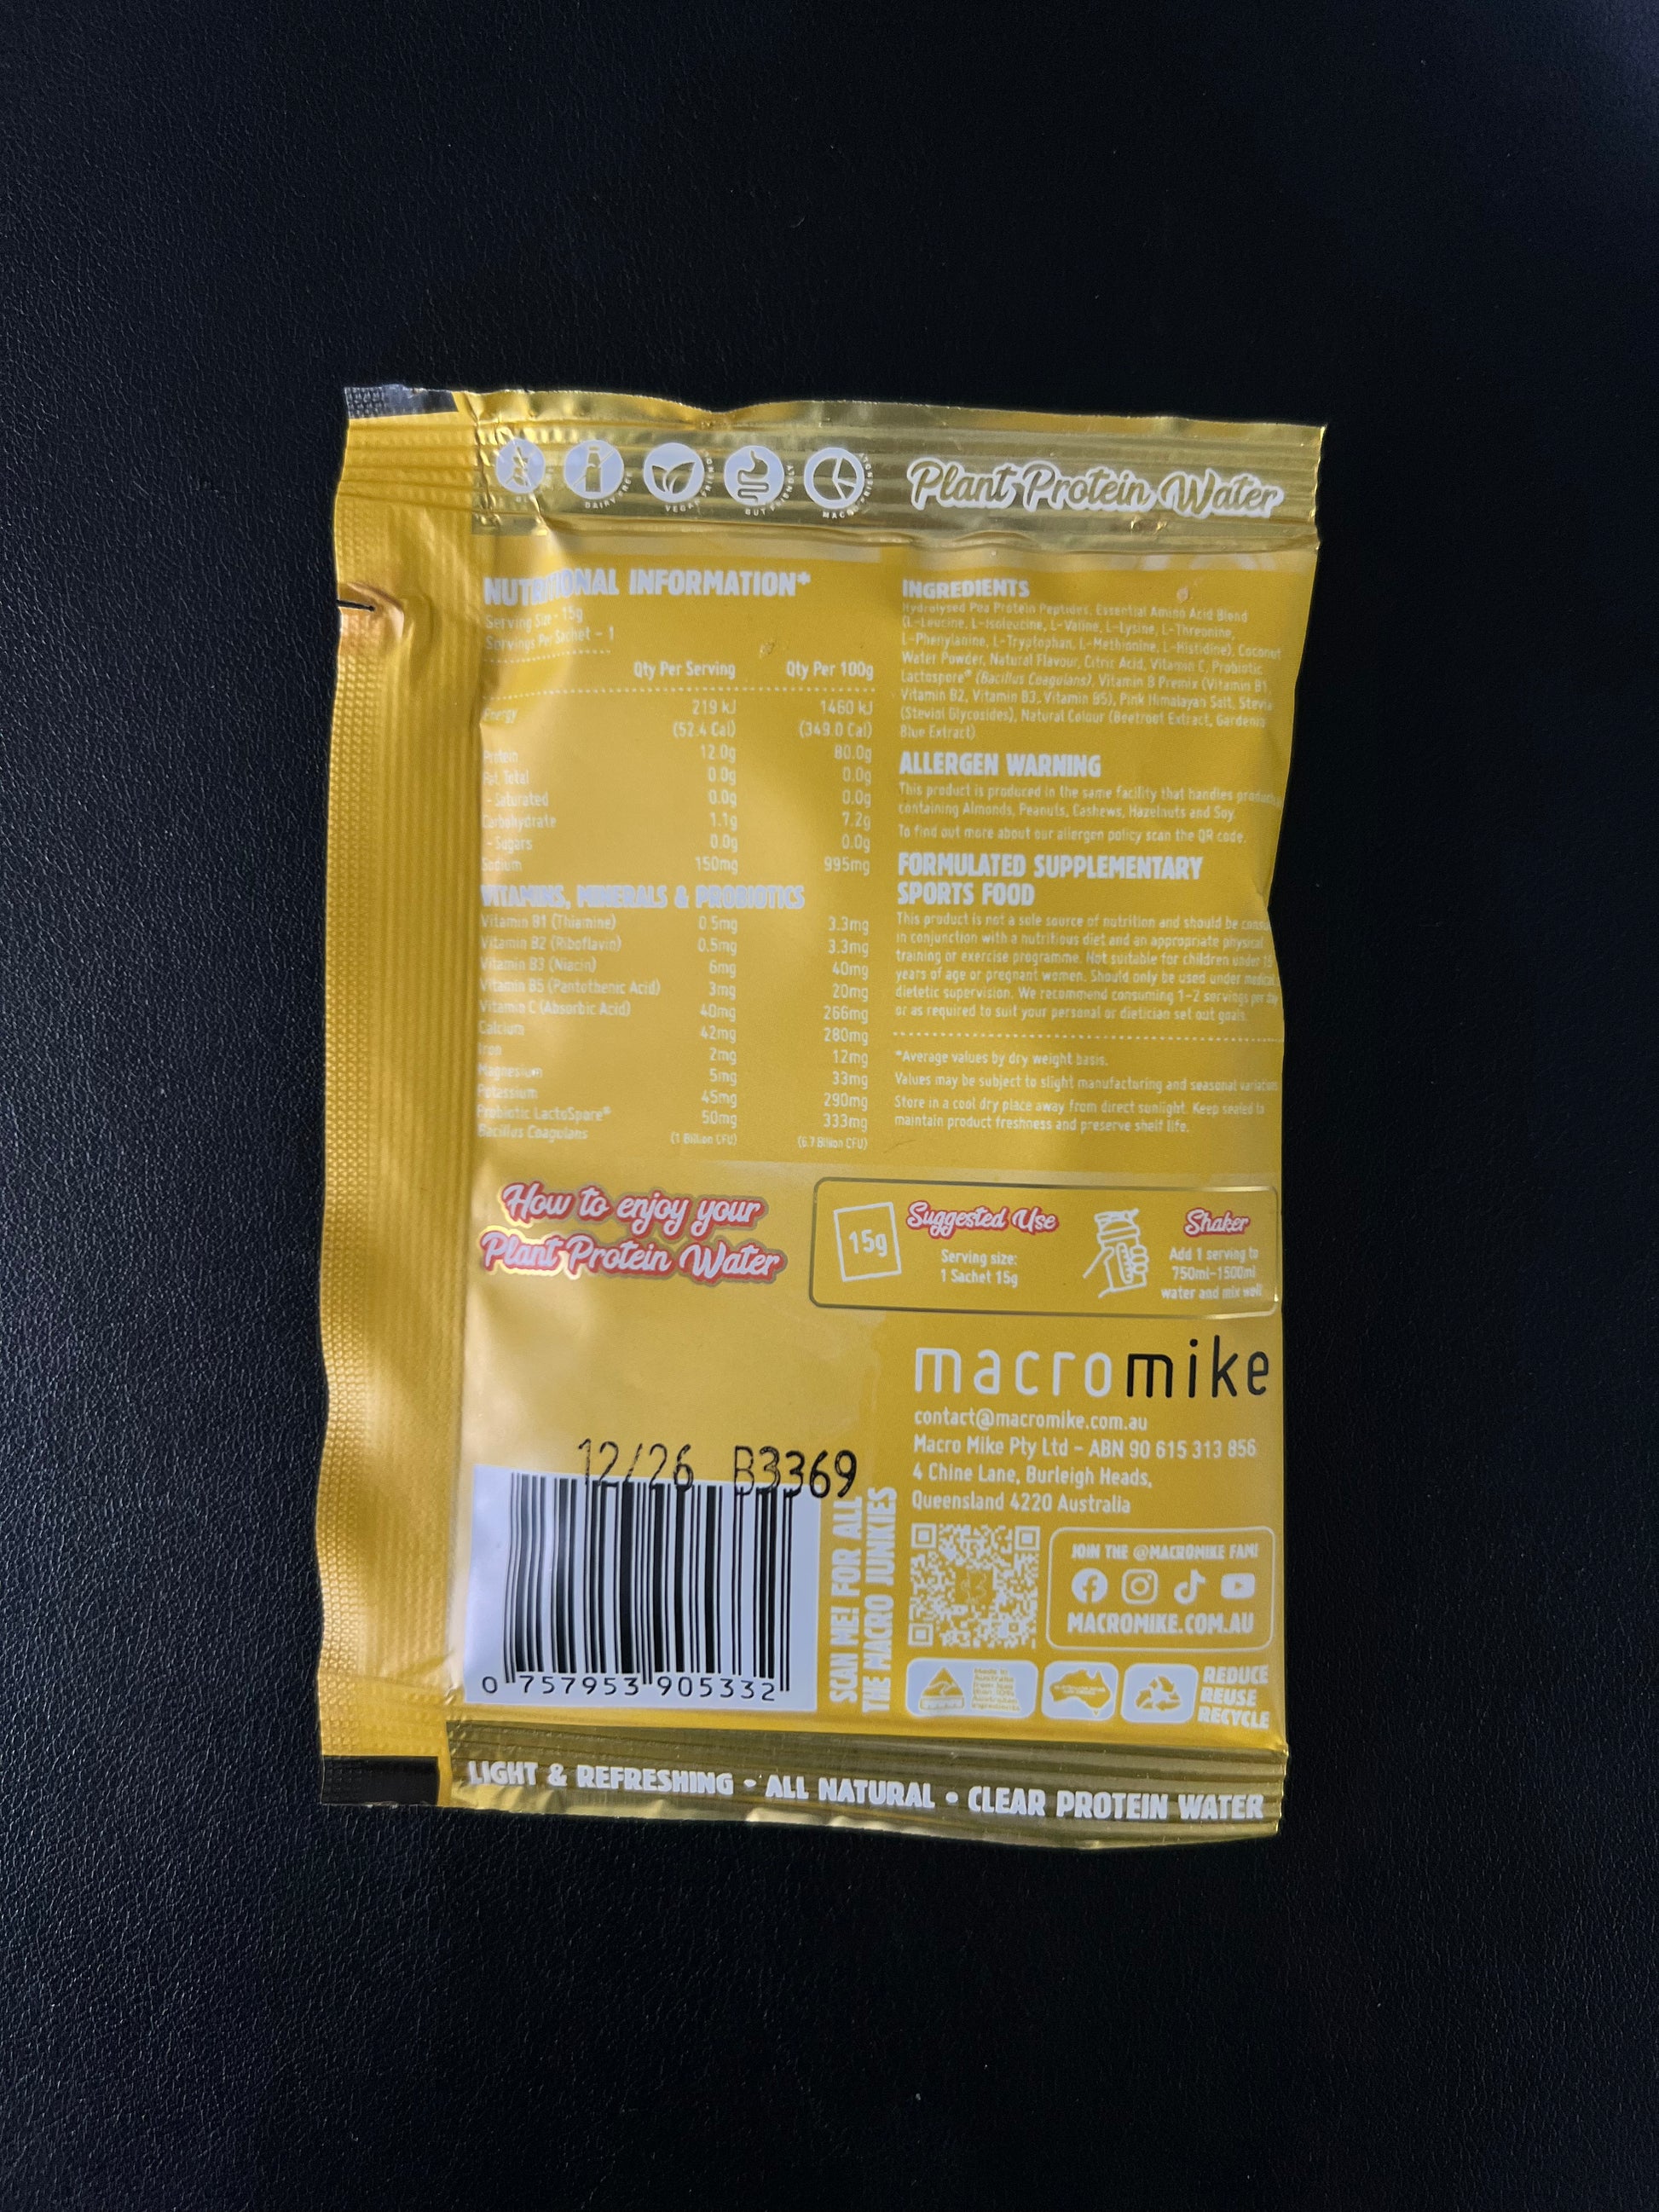 DAIRY FREE
VEGAN FRIENDLY
GUT FRIENDLY
MACRO FRIENDLY
Plant Protein Water
NUTRITIONAL INFORMATION*
Serving Size - 15g
Servings Per Sachet - 1
Qty Per Serving Qty Per 100g
Energy 219 kJ 1460 kJ
(52.4 Cal) (349.0 Cal)
Protein 12.0g 80.0g
Fat, Total 0.0g 0.0g
- Saturated 0.0g 0.0g
Carbohydrate 1.1g 7.2g
- Sugars 0.0g 0.0g
Sodium 150mg 995mg
VITAMINS, MINERALS & PROBIOTICS
Vitamin B1 (Thiamine) 0.5mg 3.3mg
Vitamin B2 (Riboflavin) 0.5mg 3.3mg
Vitamin B3 (Niacin) 6mg 40mg
Vitamin B5 (Pantothenic Acid) 3mg 20mg
Vitamin C (Absorbic Acid) 40mg 266mg
Calcium 42mg 280mg
Iron 2mg 12mg
Magnesium 5mg 33mg
Potassium 45mg 290mg
Probiotic LactoSpore® 50mg 333mg
Bacillus Coagulans (1 Billion CFU) (6.7 Billion CFU)
INGREDIENTS
Hydrolysed Pea Protein Peptides, Essential Amino Acid Blend
(L-Leucine, L-Isoleucine, L-Valine, L-Lysine, L-Threonine,
L-Phenylanine, L-Tryptophan, L-Methionine, L-Histidine), Coconut
Water Powder, Natural Flavour, Citric Acid, Vitamin C, Probiotic
Lactospore® (Bacillus Coagulans), Vitamin B Premix (Vitamin B1,
Vitamin B2, Vitamin B3, Vitamin B5), Pink Himalayan Salt, Stevia
(Steviol Glycosides), Natural Colour (Beetroot Extract, Gardenia
Blue Extract)
ALLERGEN WARNING
This product is produced in the same facility that handles products
containing Almonds, Peanuts, Cashews, Hazelnuts and Soy.
To find out more about our allergen policy scan the QR code.
FORMULATED SUPPLEMENTARY
SPORTS FOOD
This product is not a sole source of nutrition and should be
in conjunction with a nutritious diet and an appropriate physical
training or exercise programme. Not suitable for children under 15
years of age or pregnant women. Should only be used under medical
dietetic supervision. We recommend consuming 1-2 servings per day
or as required to suit your personal or dietician set out goals.
*Average values by dry weight basis.
Values may be subject to slight manufacturing and seasonal variations
Store in a cool dry place away from direct sunlight. Keep sealed to
maintain product freshness and preserve shelf life.
How to enjoy your
Plant Protein Water
15g
Suggested Use
Serving size:
1 Sachet 15g
Shaker
Add 1 serving to
750ml-1500ml
water and mix well
macromike
contact@macromike.com.au
Macro Mike Pty Ltd - ABN 90 615 313 856
4 Chine Lane, Burleigh Heads,
Queensland 4220 Australia
12/26 B3369
0 757953 905332
SCAN ME! FOR ALL
THE MACRO JUNKIES
JOIN THE @MACROMIKE FAM!
MACROMIKE.COM.AU
REDUCE
REUSE
RECYCLE
LIGHT & REFRESHING • ALL NATURAL • CLEAR PROTEIN WATER